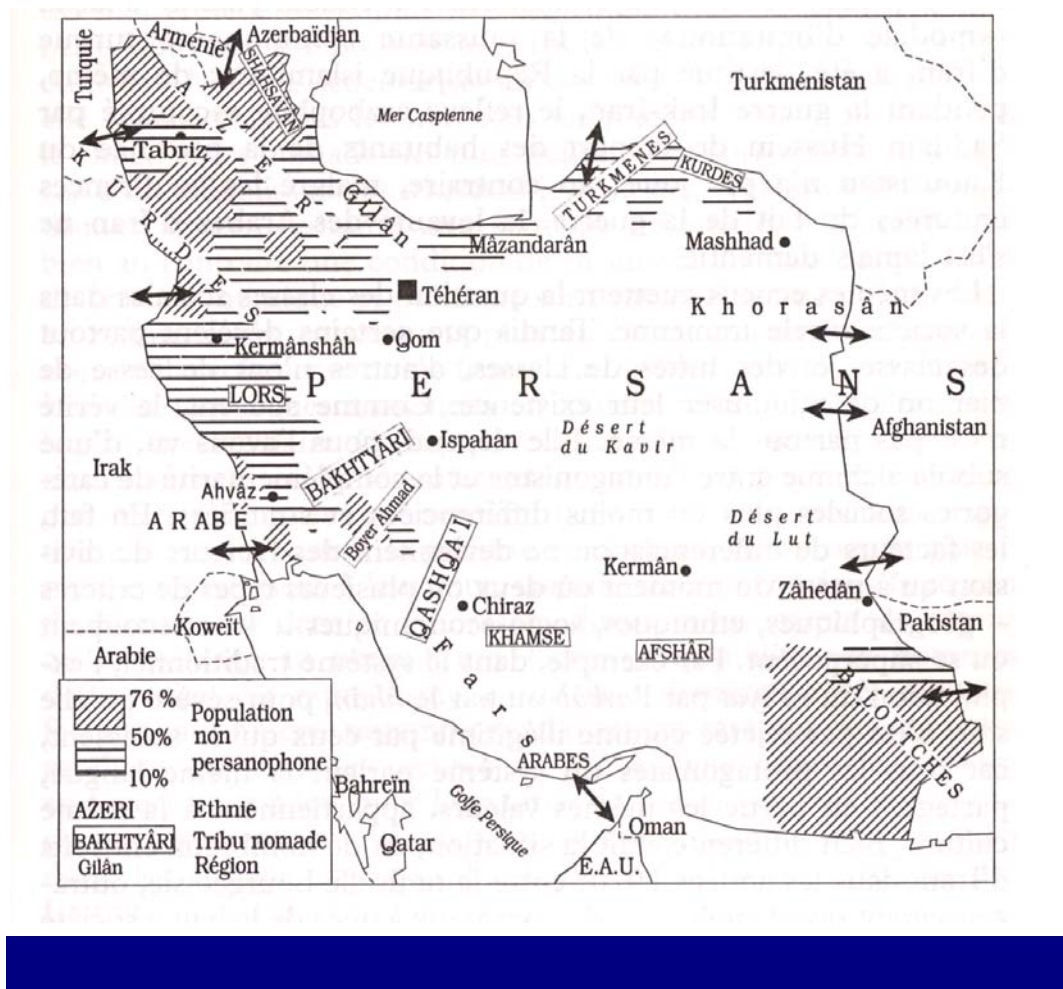 Turquie
Arménie
Azerbaïdjan
SHAHSAVAN
Turkménistan
Mer Caspienne
Tabriz
AZERI
KURDES
Gilân
TURKMÈNES
KURDES
Mâzandarân
Mashhad
Téhéran
Khorasân
Kermânshâh
Qom
LORS
PERSANS
Ispahan
Désert
du Kavir
Afghanistan
Irak
BAKHTYÂRI
Ahvâz
Boyer Ahmad
ARABE
Désert
du Lut
QASHQA'I
Kermân
Zâhedân
Chiraz
Koweït
Fars
KHAMSE
Pakistan
Arabie
AFSHÂR
BALOUTCHES
76 %
50%
10%
Population
non
persanophone
AZERI Ethnie
BAKHTYÂRI Tribu nomade
Gilân Région
ARABES
Bahrein
Golfe Persique
Qatar
Oman
E.A.U.